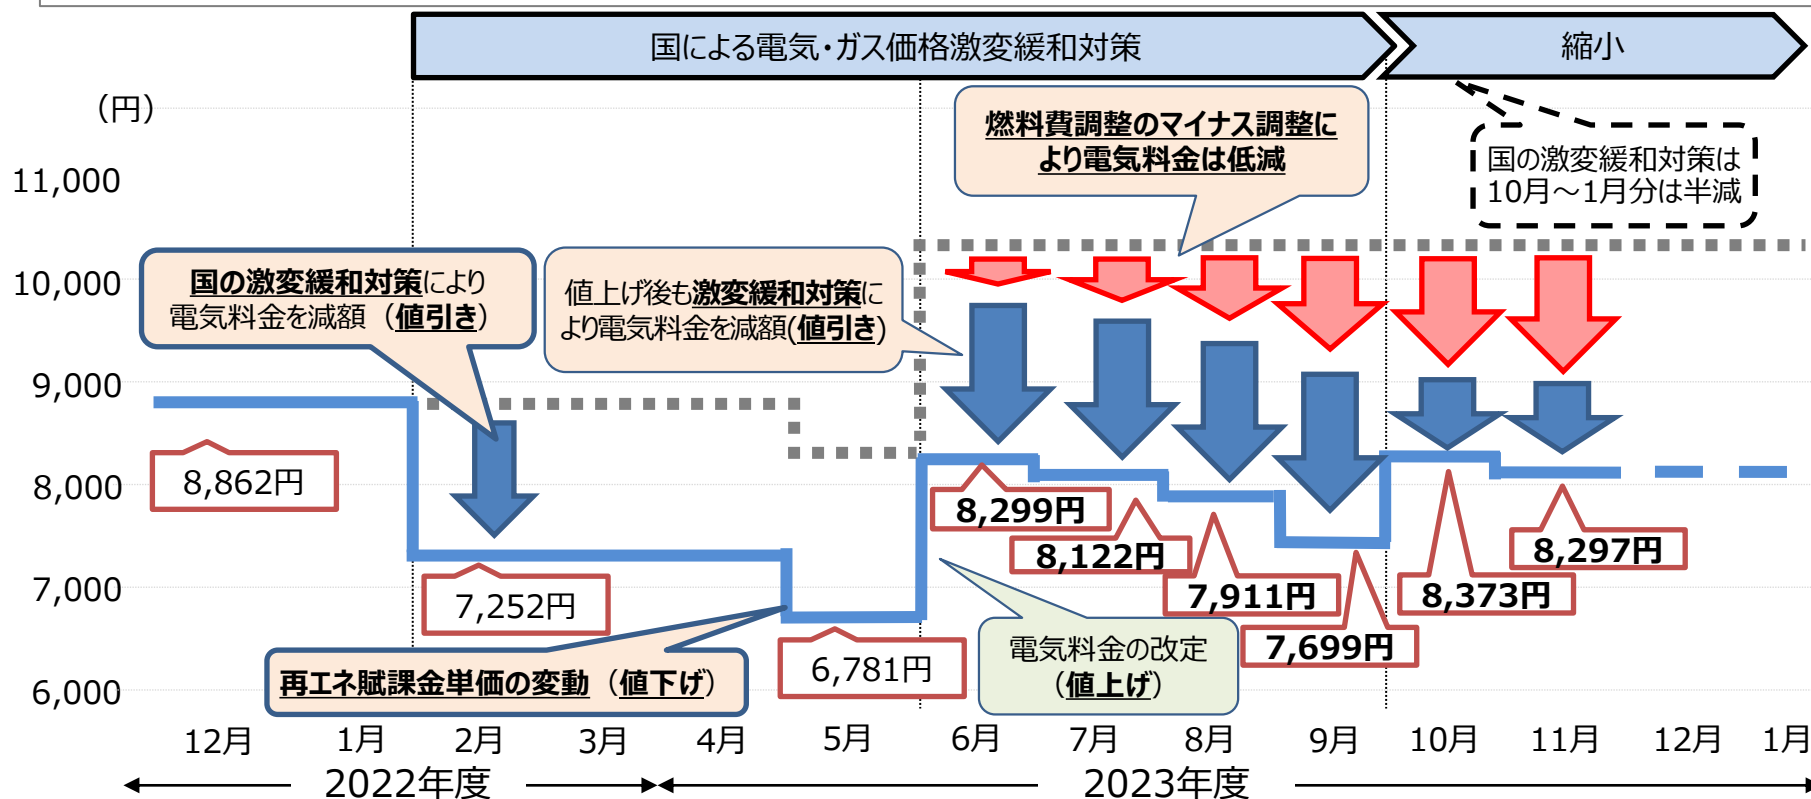 国による電気・ガス価格激変緩和対策
縮小
（円）
11,000
10,000
9,000
8,000
7,000
6,000
燃料費調整のマイナス調整に
より電気料金は低減
国の激変緩和対策は
10月～1月分は半減
国の激変緩和対策により
電気料金を減額（値引き）
値上げ後も激変緩和対策に
より電気料金を減額(値引き)
8,862円
7,252円
6,781円
8,299円
8,122円
7,911円
7,699円
8,373円
8,297円
再エネ賦課金単価の変動（値下げ）
電気料金の改定
（値上げ）
12月 1月 2月 3月 4月 5月 6月 7月 8月 9月 10月 11月 12月 1月
2022年度 2023年度